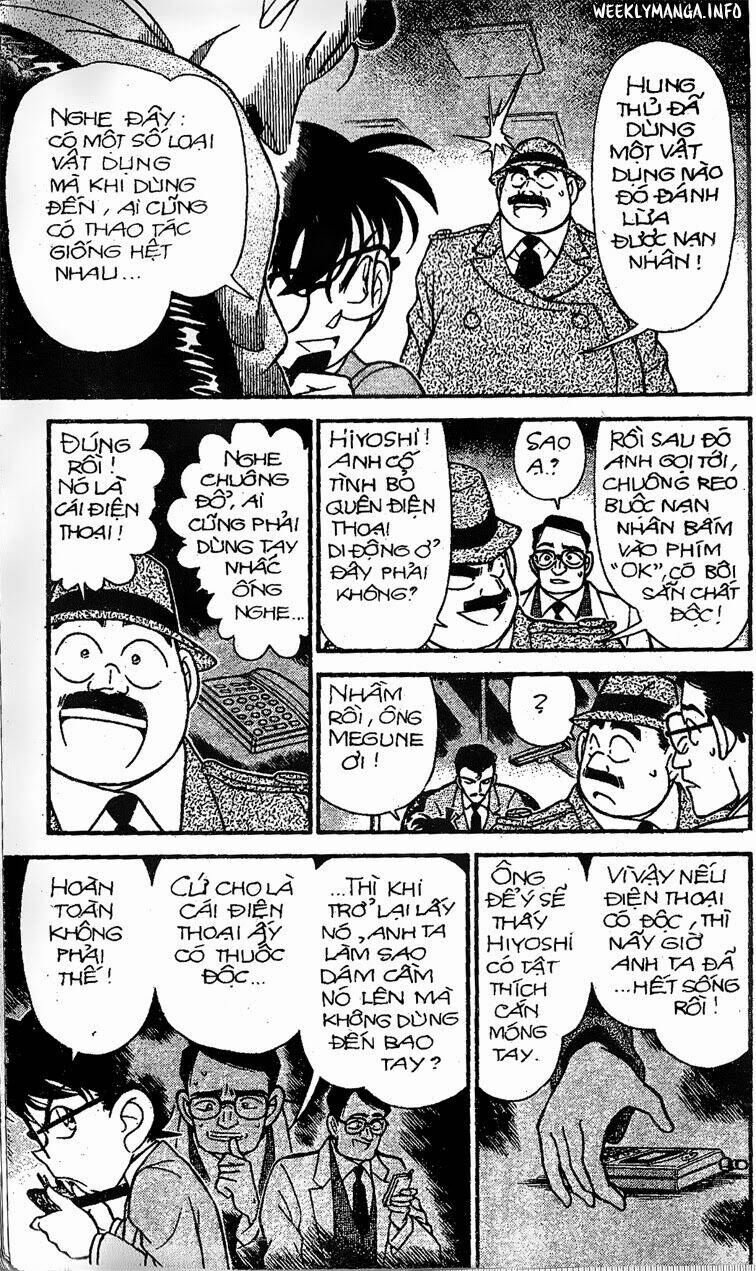 WEEKLYMANGA.INFO
HUNG
THỦ ĐÃ
DÙNG
MỘT VẬT
DỤNG NÀO
ĐÓ ĐÁNH
LỪA
ĐƯỢC NẠN
NHÂN!
NGHE ĐÂY:
CÓ MỘT SỐ LOẠI
VẬT DỤNG
MÀ KHI DÙNG
ĐẾN, AI CŨNG
CÓ THAO TÁC
GIỐNG HỆT
NHAU...
NGHE
CHUÔNG
ĐỔ, AI
CŨNG PHẢI
DÙNG TAY
NHẤC
ỐNG
NGHE...
ĐÚNG
RỒI!
NÓ LÀ
CÁI ĐIỆN
THOẠI!
HIYOSHI!
ANH CỐ
TÌNH BỎ
QUÊN ĐIỆN
THOẠI
DI ĐỘNG Ở
ĐÂY PHẢI
KHÔNG?
SAO
Ạ?
RỒI SAU ĐÓ
ANH GỌI TỚI,
CHUÔNG REO
BUỘC NẠN
NHÂN BẤM
VÀO PHÍM
"OK", CÓ BÔI
SẴN CHẤT
ĐỘC!
NHẦM
RỒI, ÔNG
MEGUNE
ƠI!
?
HOÀN
TOÀN
KHÔNG
PHẢI
THẾ!
CỨ CHO LÀ
CÁI ĐIỆN
THOẠI ẤY
CÓ THUỐC
ĐỘC...
...THÌ KHI
TRỞ LẠI LẤY
NÓ, ANH TA
LÀM SAO
DÁM CẦM
NÓ LÊN MÀ
KHÔNG DÙNG
ĐẾN BAO
TAY?
ÔNG
ĐỂ Ý SẼ
THẤY
HIYOSHI
CÓ TẬT
THÍCH
CẮN
MÓNG
TAY.
VÌ VẬY NẾU
ĐIỆN THOẠI
CÓ ĐỘC, THÌ
NÃY GIỜ
ANH TA ĐÃ
...HẾT SỐNG
RỒI!